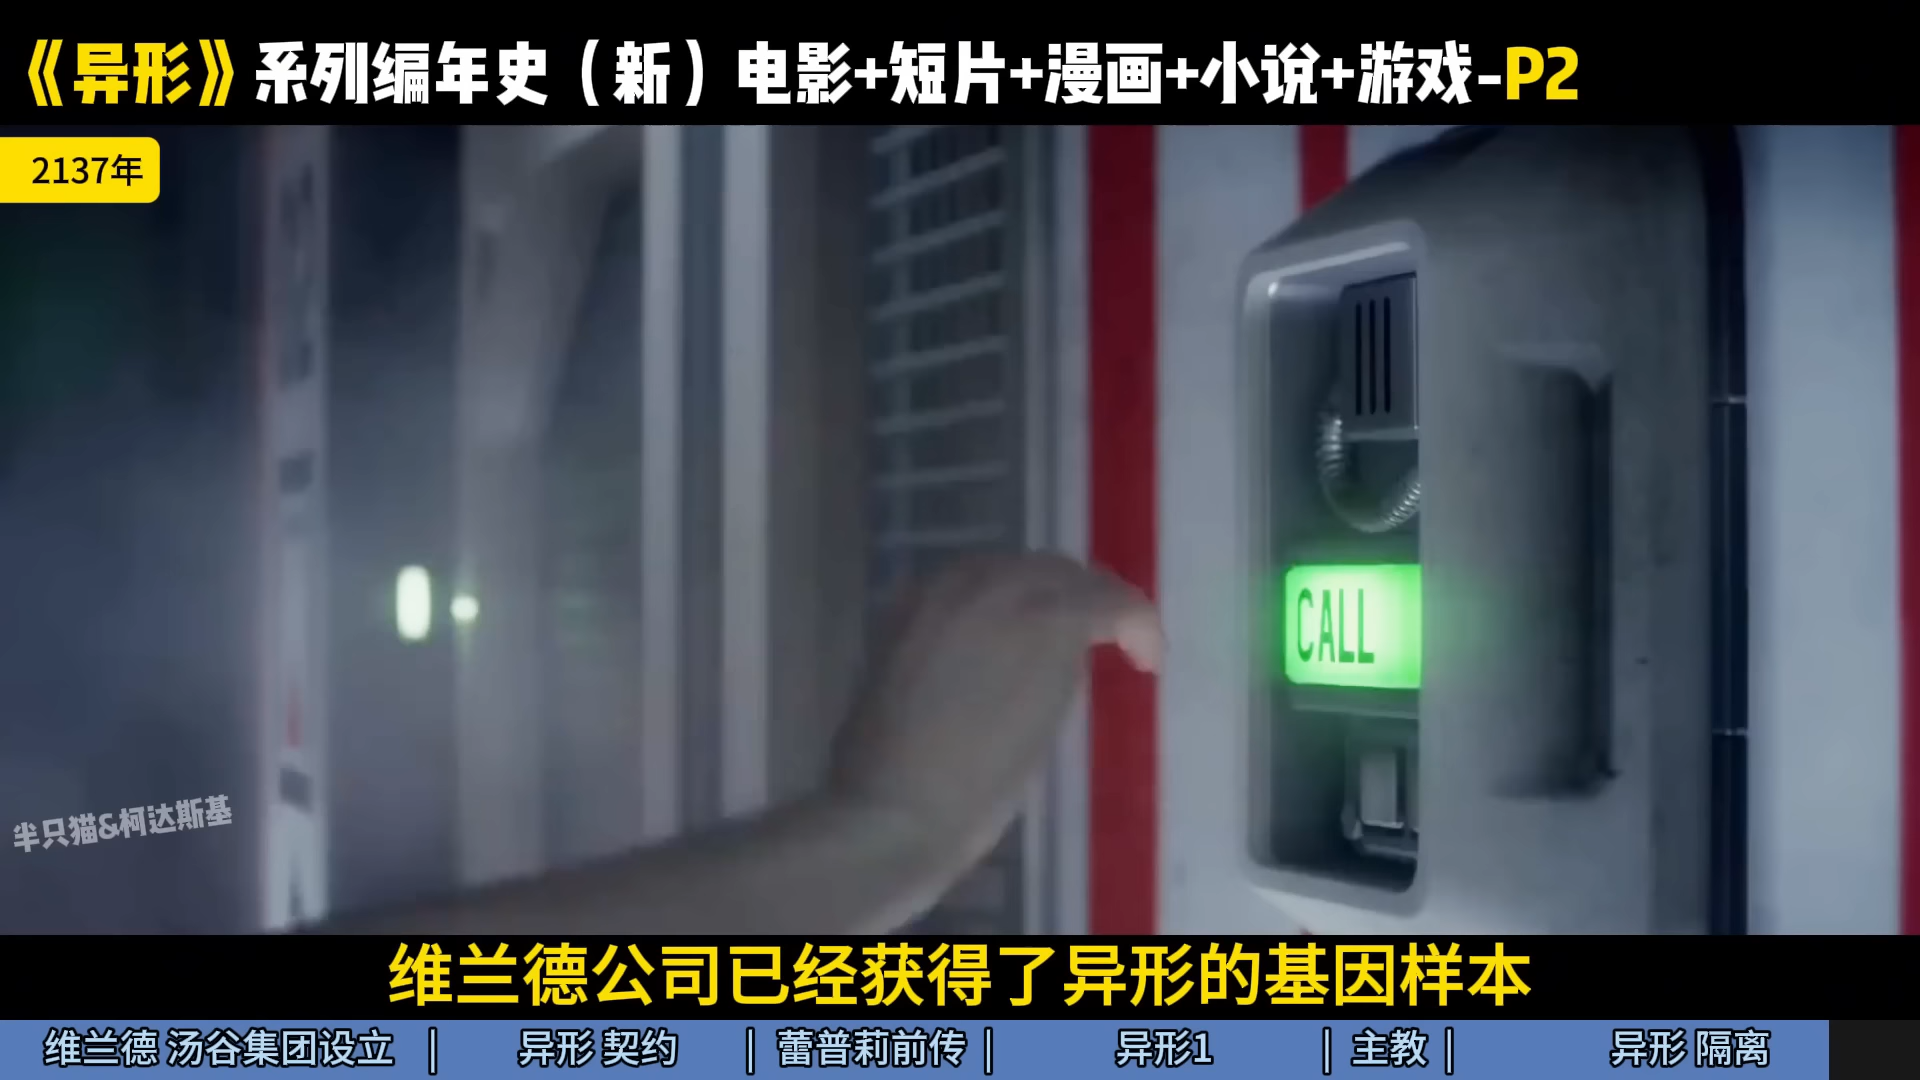 《异形》系列编年史（新）电影+短片+漫画+小说+游戏-P2
2137年
CALL
半只猫&柯达斯基
维兰德公司已经获得了异形的基因样本
维兰德 汤谷集团设立 | 异形 契约 | 蕾普莉前传 | 异形1 | 主教 | 异形 隔离